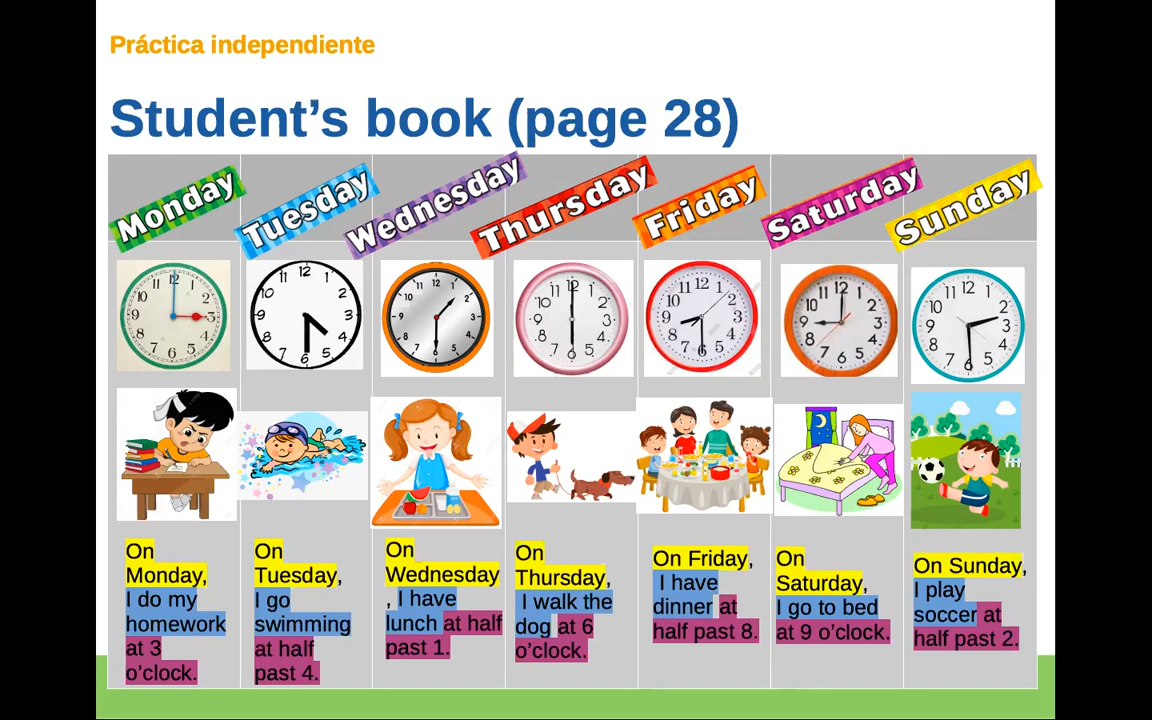 Práctica independiente
Student's book (page 28)
Monday Tuesday Wednesday Thursday Friday Saturday Sunday
On
Monday,
I do my
homework
at 3
o'clock.
On
Tuesday,
I go
swimming
at half
past 4.
On
Wednesday
, I have
lunch at half
past 1.
On
Thursday,
I walk the
dog at 6
o'clock.
On Friday,
I have
dinner at
half past 8.
On
Saturday,
I go to bed
at 9 o'clock.
On Sunday,
I play
soccer at
half past 2.